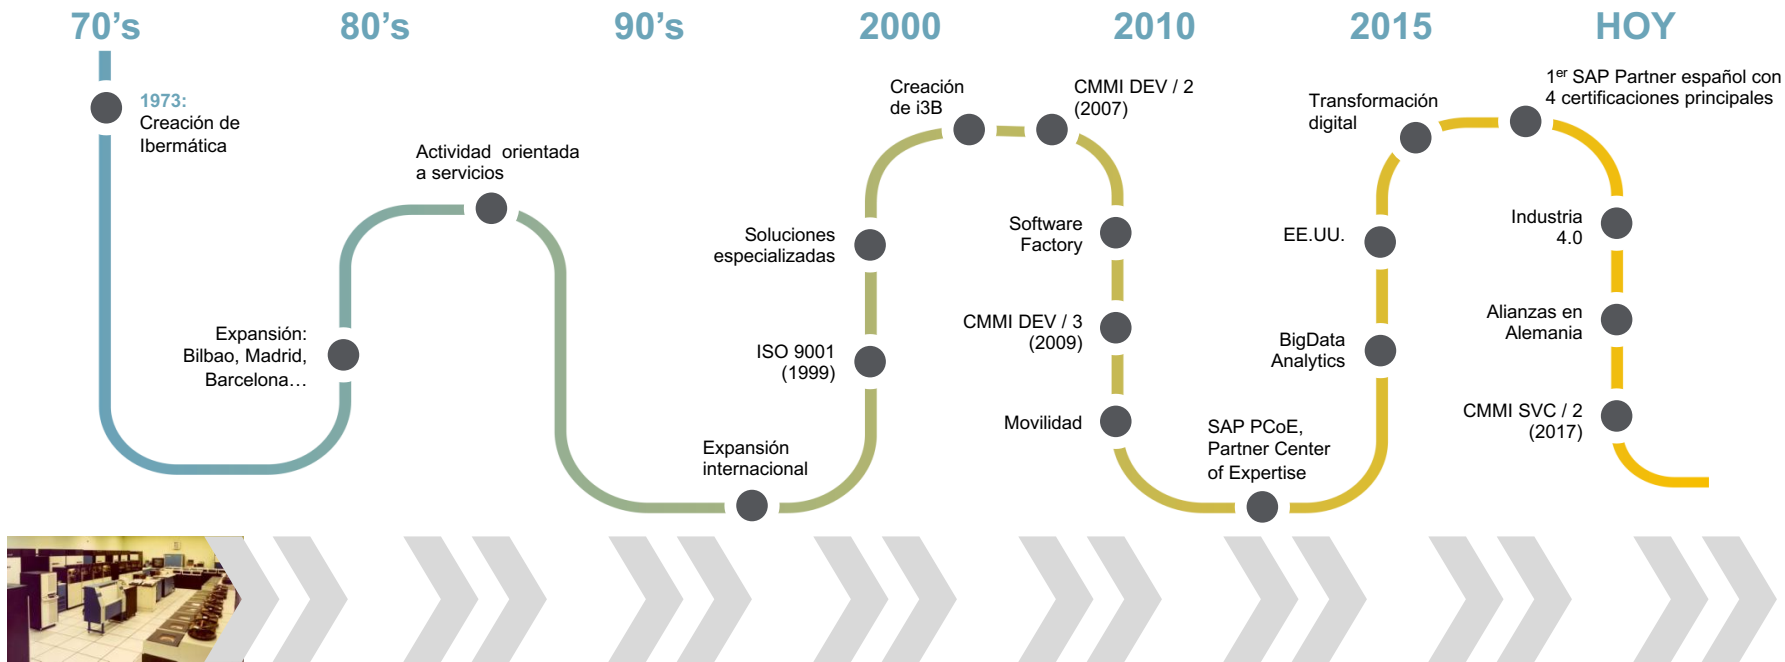 70’s
80’s
90’s
2000
2010
2015
HOY
1973:
Creación de
Ibermática
Expansión:
Bilbao, Madrid,
Barcelona…
Actividad orientada
a servicios
Expansión
internacional
ISO 9001
(1999)
Soluciones
especializadas
Creación
de i3B
CMMI DEV / 2
(2007)
Software
Factory
CMMI DEV / 3
(2009)
Movilidad
SAP PCoE,
Partner Center
of Expertise
BigData
Analytics
EE.UU.
Transformación
digital
1er SAP Partner español con
4 certificaciones principales
Industria
4.0
Alianzas en
Alemania
CMMI SVC / 2
(2017)